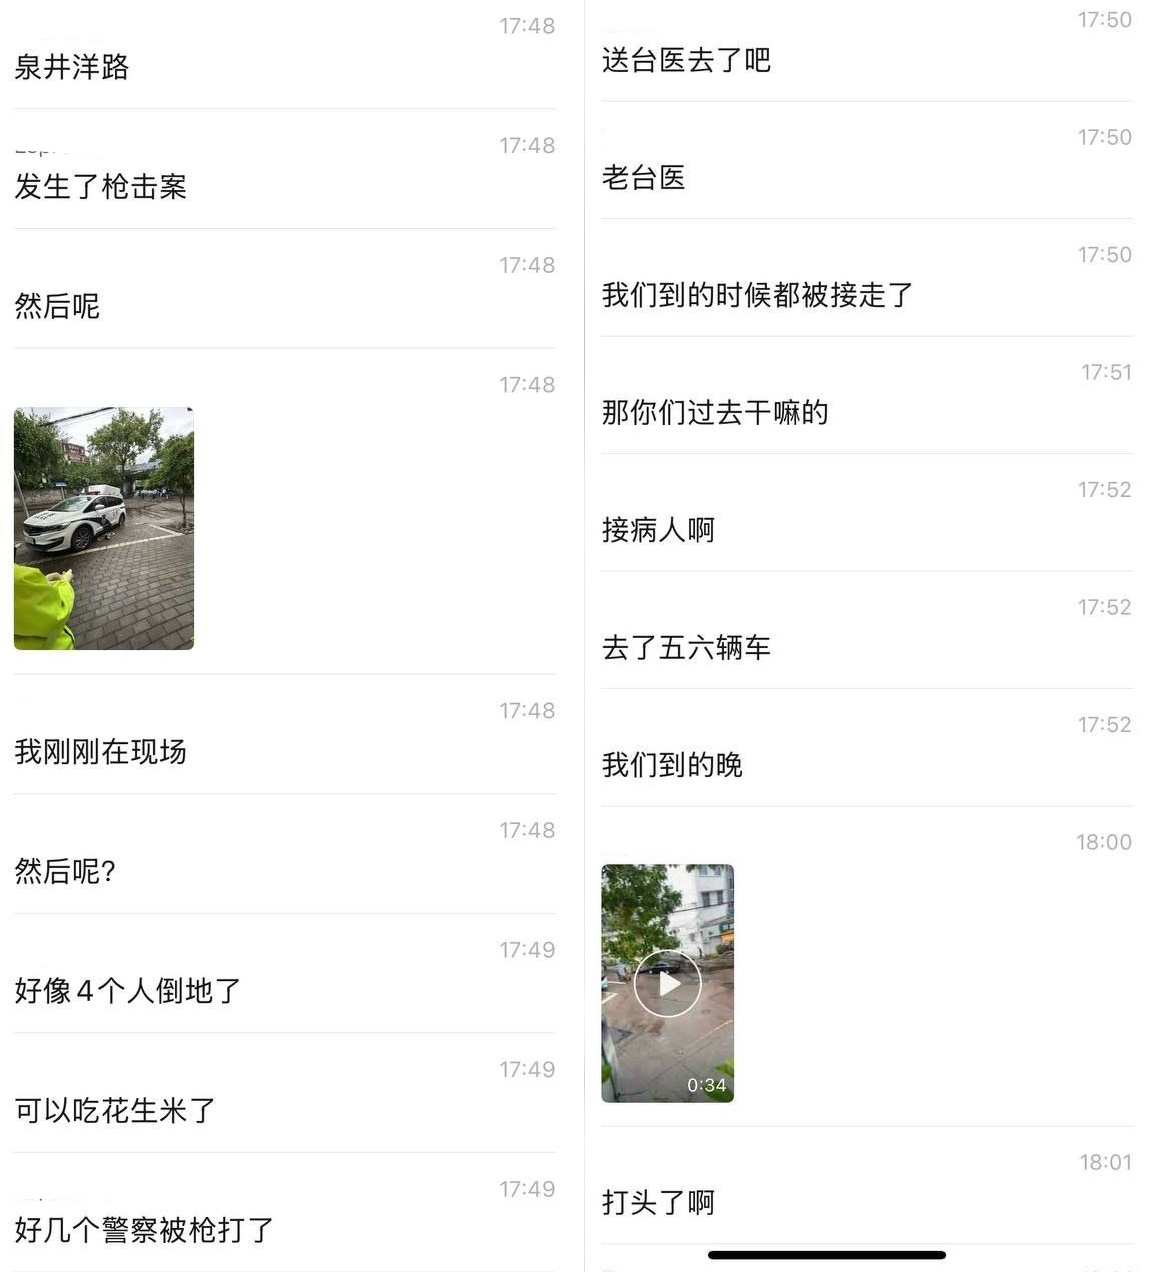 17:48
泉井洋路
17:48
发生了枪击案
17:48
然后呢
17:48
17:48
我刚刚在现场
17:48
然后呢?
17:49
好像4个人倒地了
17:49
可以吃花生米了
17:49
好几个警察被枪打了
17:50
送台医去了吧
17:50
老台医
17:50
我们到的时候都被接走了
17:51
那你们过去干嘛的
17:52
接病人啊
17:52
去了五六辆车
17:52
我们到的晚
18:00
0:34
18:01
打头了啊